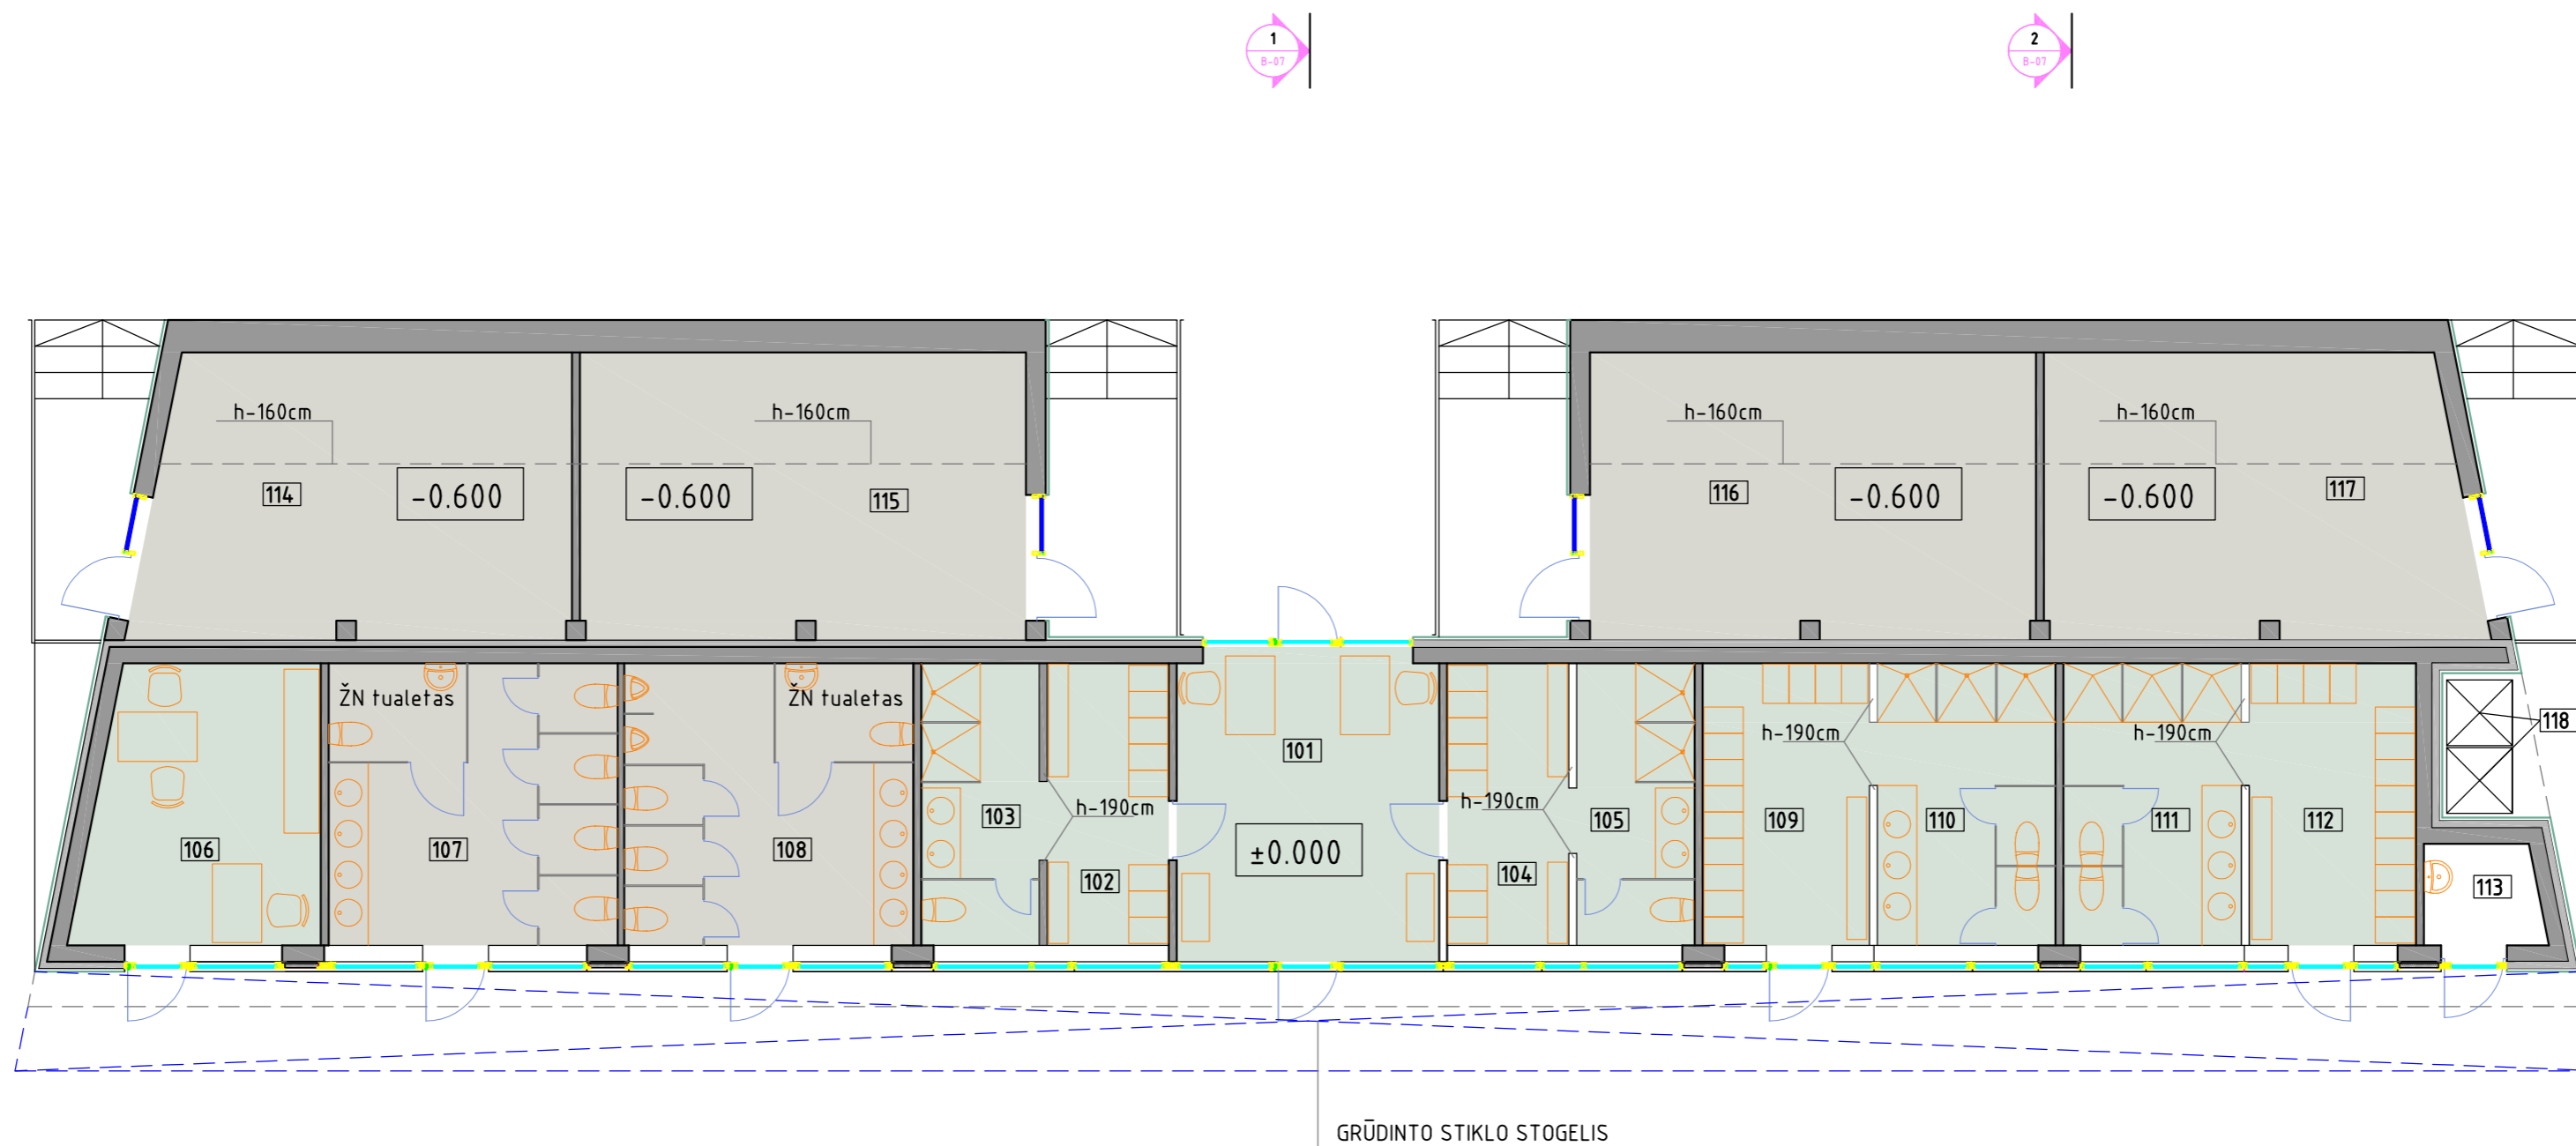 1
B-07
2
B-07
h-160cm
h-160cm
h-160cm
h-160cm
114
-0.600
-0.600
115
116
-0.600
-0.600
117
ŽN tualetas
ŽN tualetas
118
h-190cm
h-190cm
101
h-190cm
h-190cm
106
107
108
103
102
±0.000
104
105
109
110
111
112
113
GRŪDINTO STIKLO STOGELIS